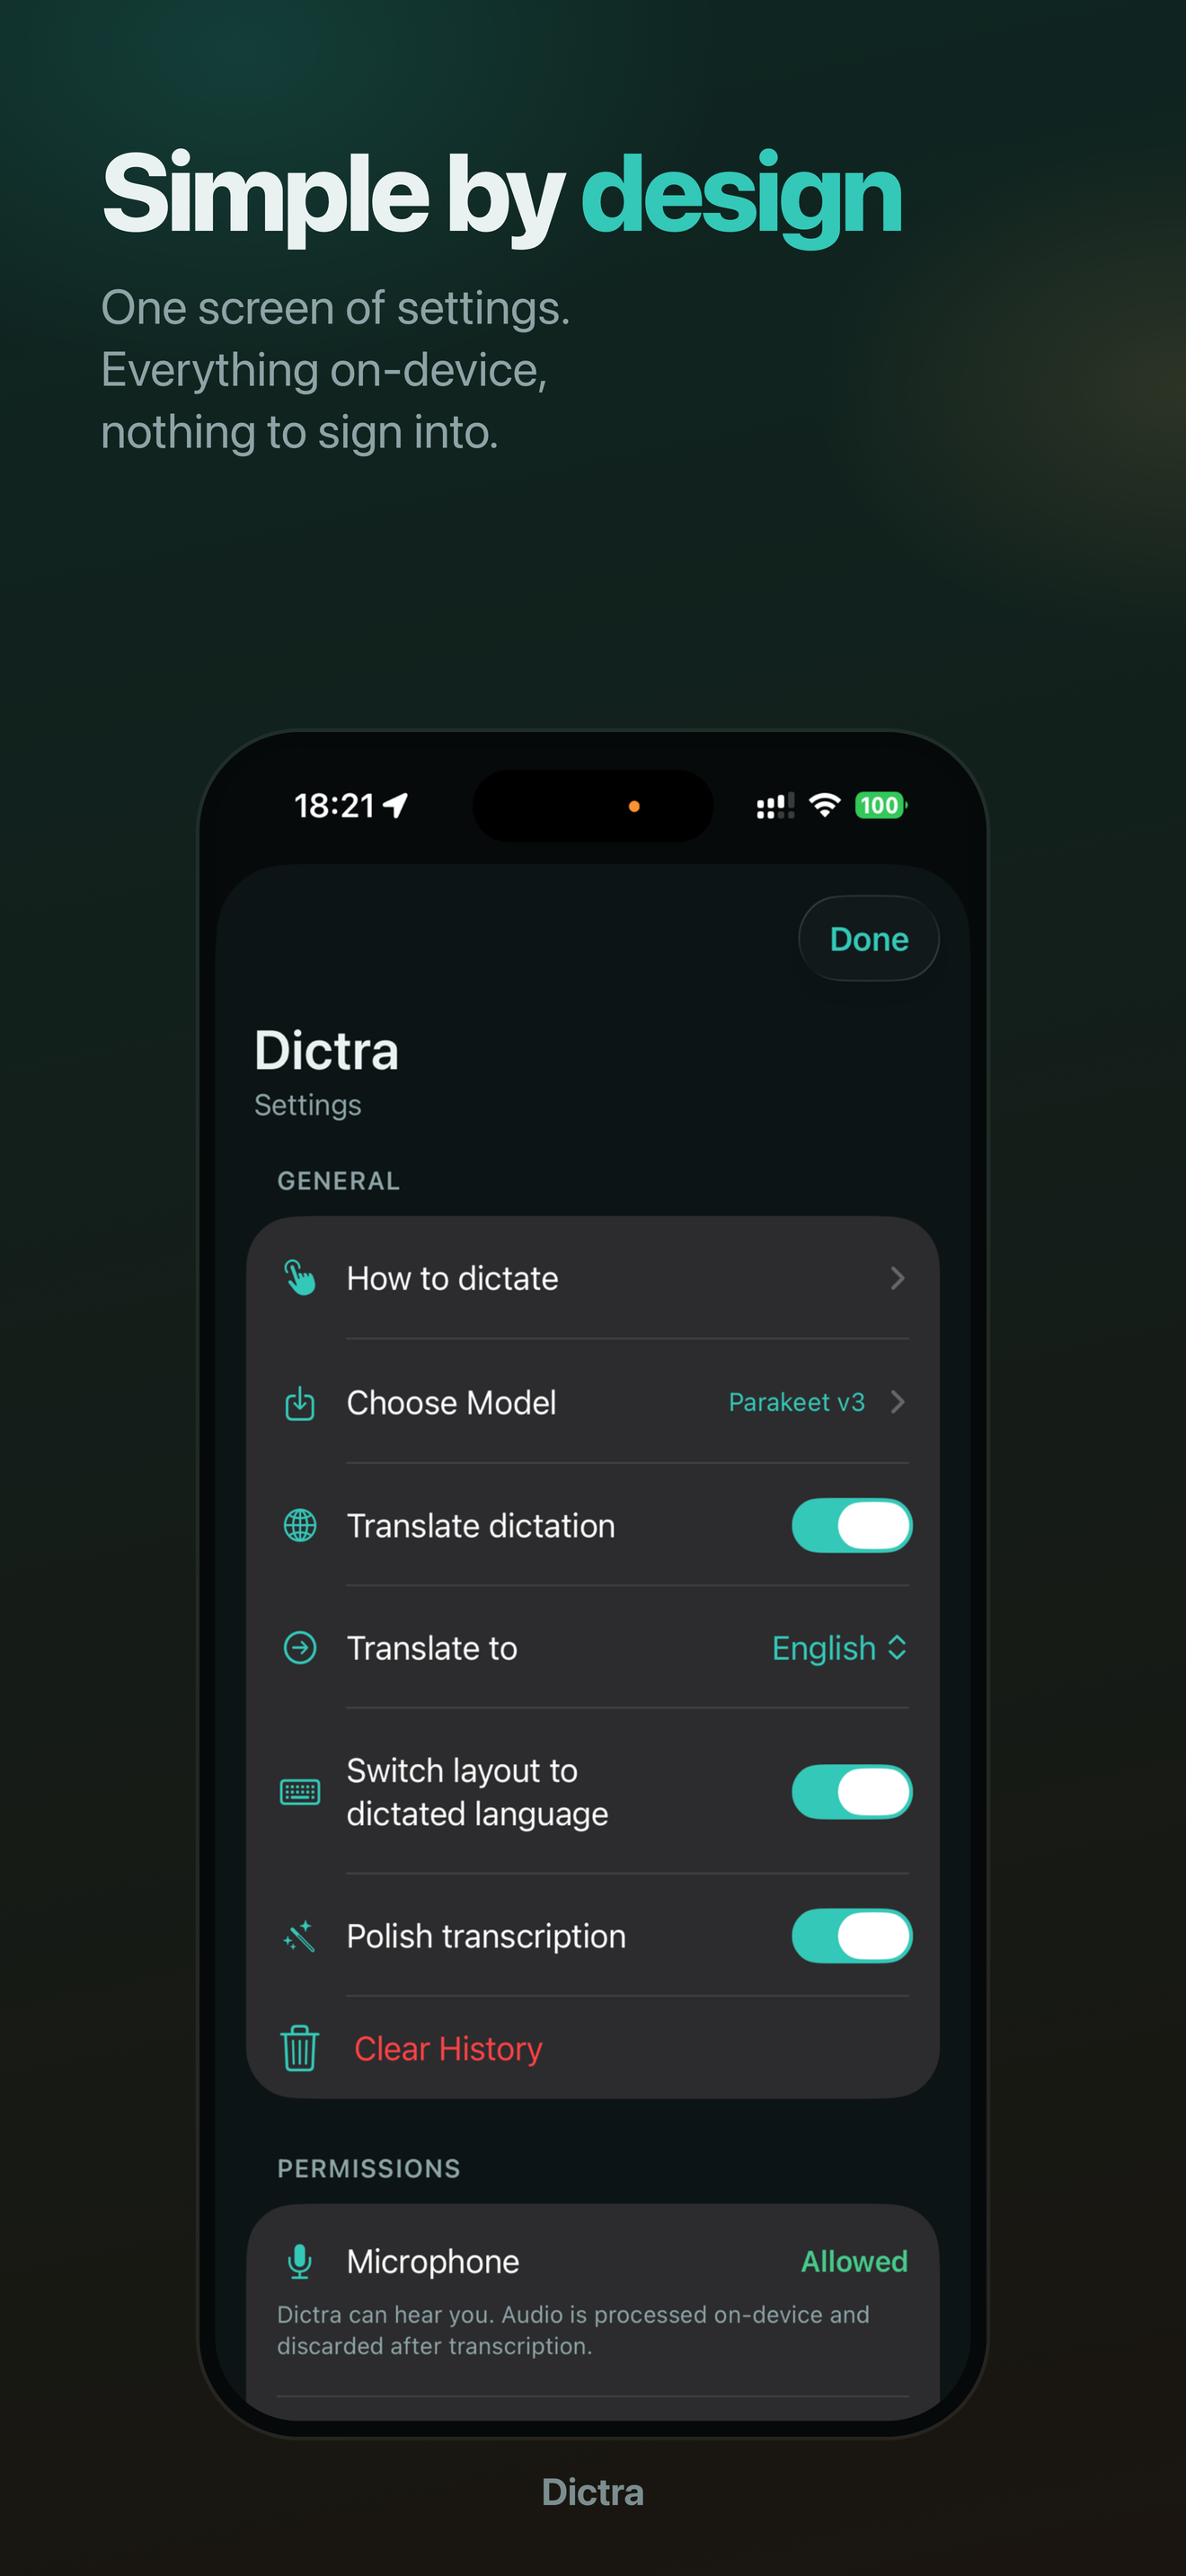 Simple by design
One screen of settings.
Everything on-device,
nothing to sign into.
18:21
100
Done
Dictra
Settings
GENERAL
How to dictate
Choose Model Parakeet v3
Translate dictation
Translate to English
Switch layout to
dictated language
Polish transcription
Clear History
PERMISSIONS
Microphone Allowed
Dictra can hear you. Audio is processed on-device and
discarded after transcription.
Dictra